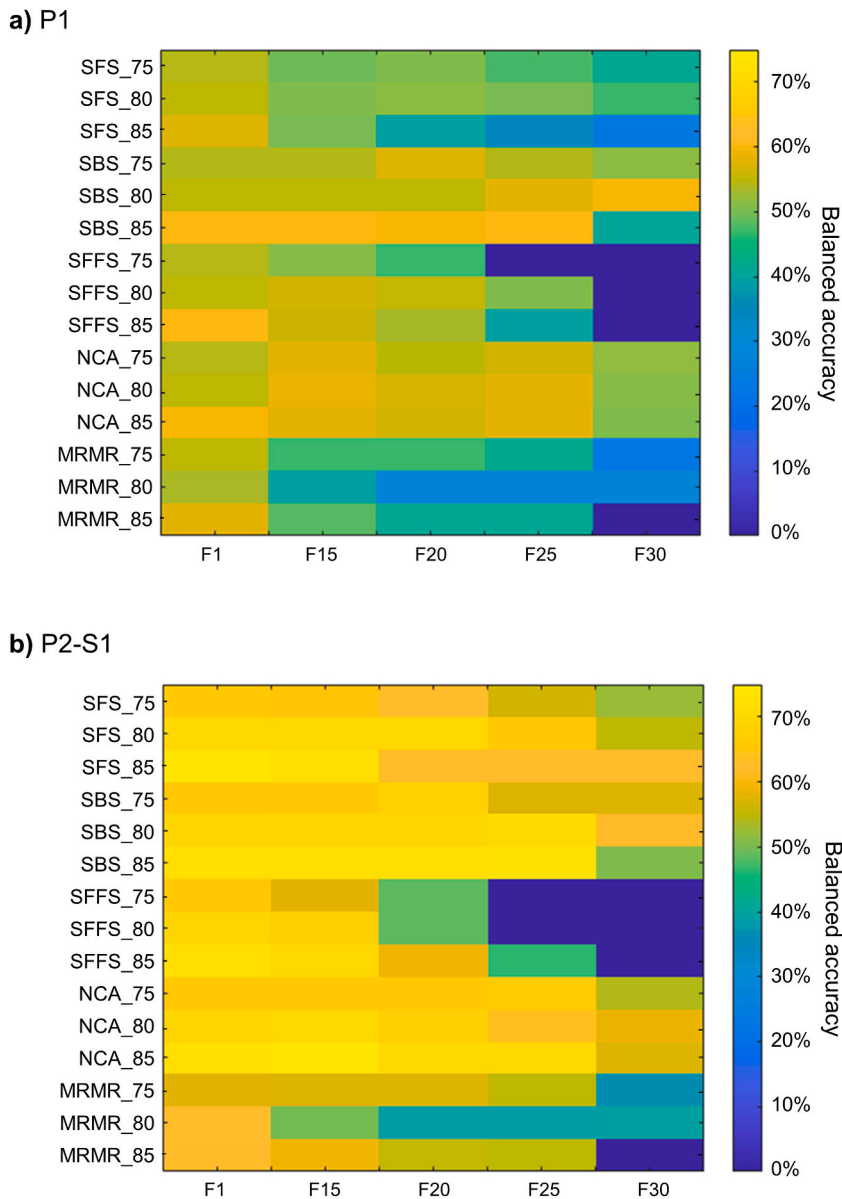 a) P1
SFS_75
SFS_80
SFS_85
SBS_75
SBS_80
SBS_85
SFFS_75
SFFS_80
SFFS_85
NCA_75
NCA_80
NCA_85
MRMR_75
MRMR_80
MRMR_85
F1 F15 F20 F25 F30
70%
60%
50%
40%
30%
20%
10%
0%
Balanced accuracy
b) P2-S1
SFS_75
SFS_80
SFS_85
SBS_75
SBS_80
SBS_85
SFFS_75
SFFS_80
SFFS_85
NCA_75
NCA_80
NCA_85
MRMR_75
MRMR_80
MRMR_85
F1 F15 F20 F25 F30
70%
60%
50%
40%
30%
20%
10%
0%
Balanced accuracy